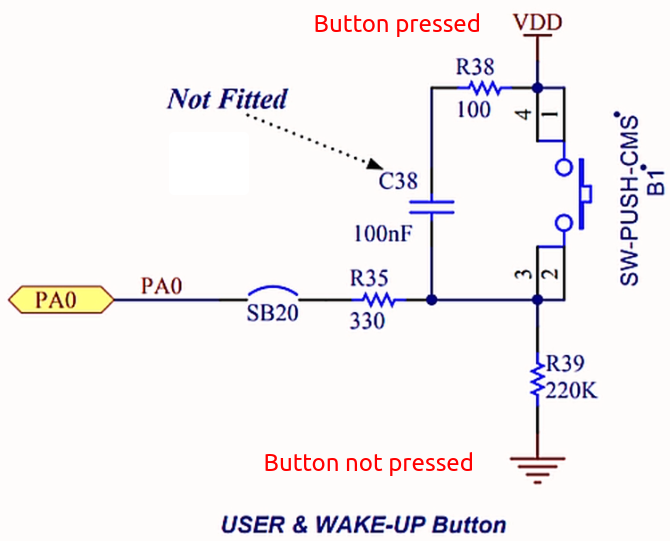 Button pressed
VDD
R38
100
4
1
Not Fitted
C38
100nF
SW-PUSH-CMS
B1
3
2
PA0
PA0
SB20
R35
330
R39
220K
Button not pressed
USER & WAKE-UP Button